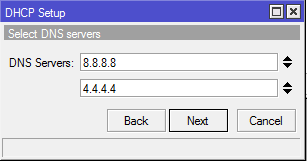 DHCP Setup
Select DNS servers
DNS Servers: 8.8.8.8
4.4.4.4
Back Next Cancel